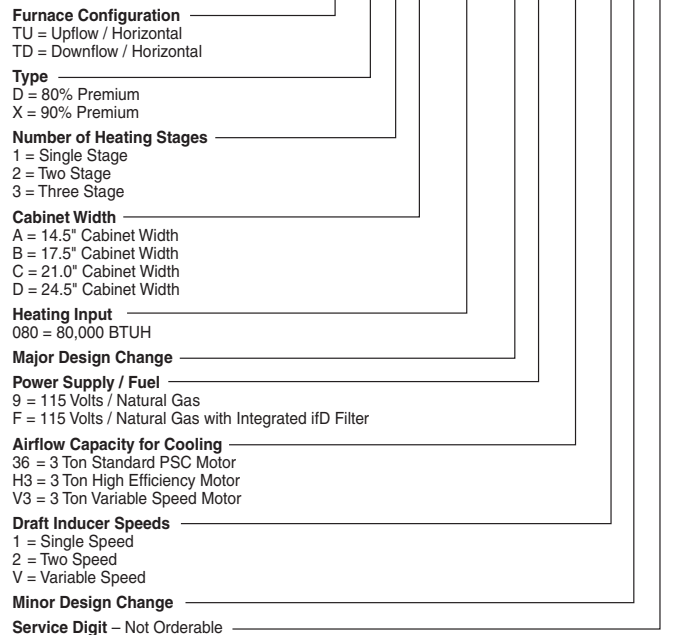 Furnace Configuration
TU = Upflow / Horizontal
TD = Downflow / Horizontal
Type
D = 80% Premium
X = 90% Premium
Number of Heating Stages
1 = Single Stage
2 = Two Stage
3 = Three Stage
Cabinet Width
A = 14.5" Cabinet Width
B = 17.5" Cabinet Width
C = 21.0" Cabinet Width
D = 24.5" Cabinet Width
Heating Input
080 = 80,000 BTUH
Major Design Change
Power Supply / Fuel
9 = 115 Volts / Natural Gas
F = 115 Volts / Natural Gas with Integrated ifD Filter
Airflow Capacity for Cooling
36 = 3 Ton Standard PSC Motor
H3 = 3 Ton High Efficiency Motor
V3 = 3 Ton Variable Speed Motor
Draft Inducer Speeds
1 = Single Speed
2 = Two Speed
V = Variable Speed
Minor Design Change
Service Digit – Not Orderable